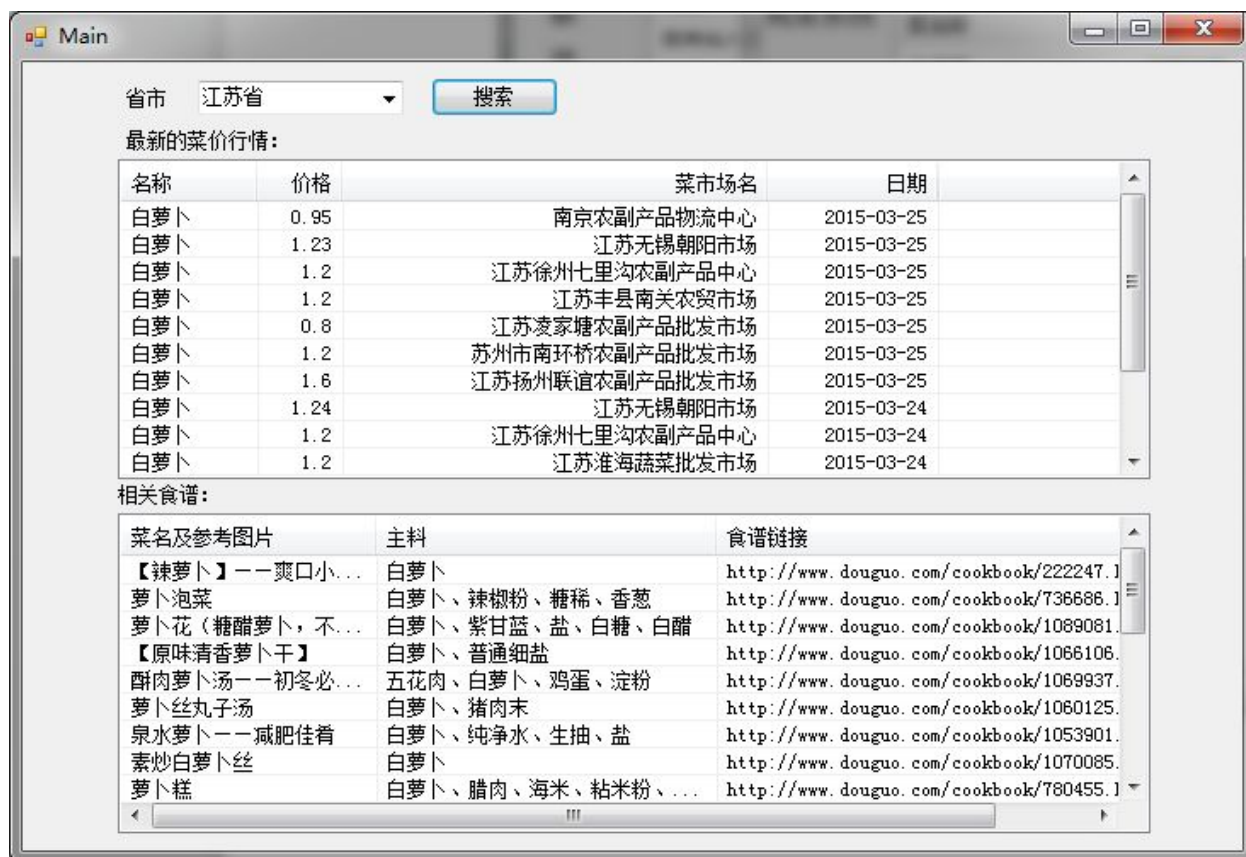 Main
省市 江苏省 搜索
最新的菜价行情:
名称 价格 菜市场名 日期
白萝卜 0.95 南京农副产品物流中心 2015-03-25
白萝卜 1.23 江苏无锡朝阳市场 2015-03-25
白萝卜 1.2 江苏徐州七里沟农副产品中心 2015-03-25
白萝卜 1.2 江苏丰县南关农贸市场 2015-03-25
白萝卜 0.8 江苏凌家塘农副产品批发市场 2015-03-25
白萝卜 1.2 苏州市南环桥农副产品批发市场 2015-03-25
白萝卜 1.6 江苏扬州联谊农副产品批发市场 2015-03-25
白萝卜 1.24 江苏无锡朝阳市场 2015-03-24
白萝卜 1.2 江苏徐州七里沟农副产品中心 2015-03-24
白萝卜 1.2 江苏淮海蔬菜批发市场 2015-03-24
相关食谱:
菜名及参考图片 主料 食谱链接
【辣萝卜】——爽口小... 白萝卜 http://www.douguo.com/cookbook/222247.
萝卜泡菜 白萝卜、辣椒粉、糖稀、香葱 http://www.douguo.com/cookbook/736686.
萝卜花（糖醋萝卜，不... 白萝卜、紫甘蓝、盐、白糖、白醋 http://www.douguo.com/cookbook/1089081.
【原味清香萝卜干】 白萝卜、普通细盐 http://www.douguo.com/cookbook/1066106.
酥肉萝卜汤——初冬必... 五花肉、白萝卜、鸡蛋、淀粉 http://www.douguo.com/cookbook/1069937.
萝卜丝丸子汤 白萝卜、猪肉末 http://www.douguo.com/cookbook/1060125.
泉水萝卜——减肥佳肴 白萝卜、纯净水、生抽、盐 http://www.douguo.com/cookbook/1053901.
素炒白萝卜丝 白萝卜 http://www.douguo.com/cookbook/1070085.
萝卜糕 白萝卜、腊肉、海米、粘米粉、... http://www.douguo.com/cookbook/780455.